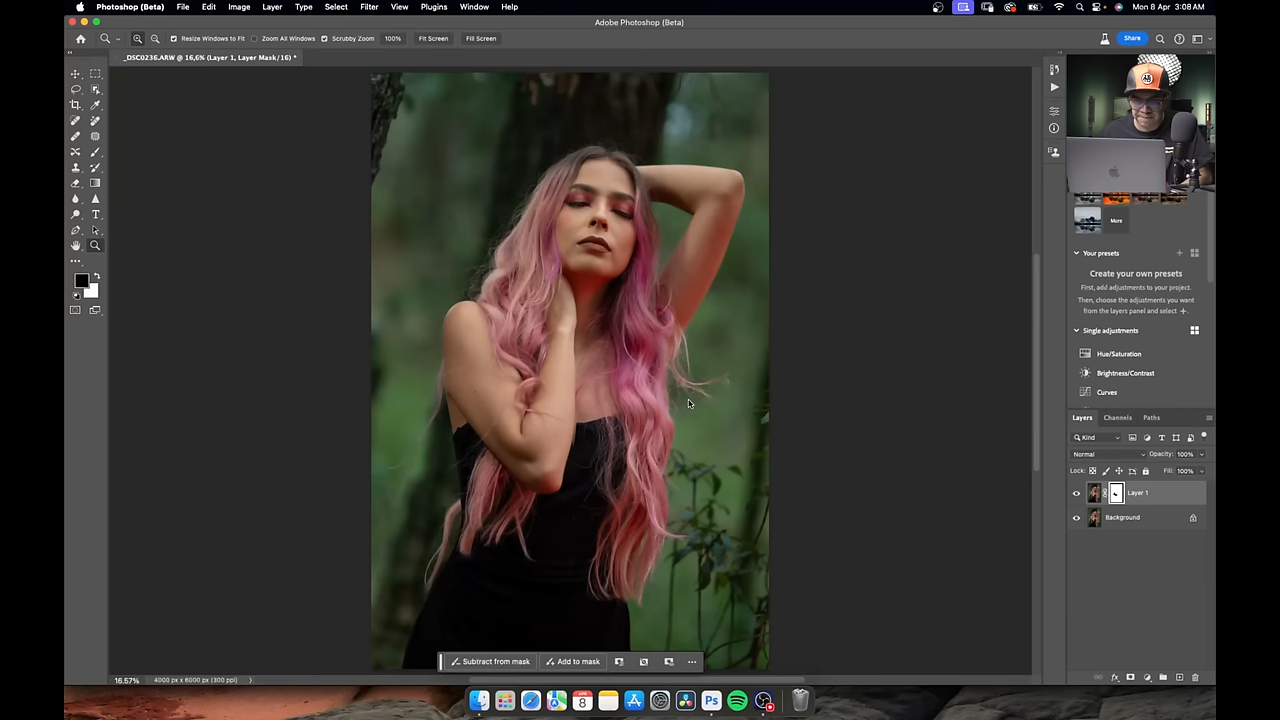 Photoshop (Beta) File Edit Image Layer Type Select Filter View Plugins Window Help Mon 8 Apr 3:08 AM
Adobe Photoshop (Beta)
Resize Windows to Fit Zoom All Windows Scrubby Zoom 100% Fit Screen Fill Screen Share
_DSC0236.ARW @ 16,6% (Layer 1, Layer Mask/16) *
More
Your presets
Create your own presets
First, add adjustments to your project.
Then, choose the adjustments you want
from the layers panel and select +.
Single adjustments
Hue/Saturation
Brightness/Contrast
Curves
Layers Channels Paths
Kind
Normal Opacity: 100%
Lock: Fill: 100%
Layer 1
Background
Subtract from mask Add to mask
16.57% 4000 px x 6000 px (300 ppi)